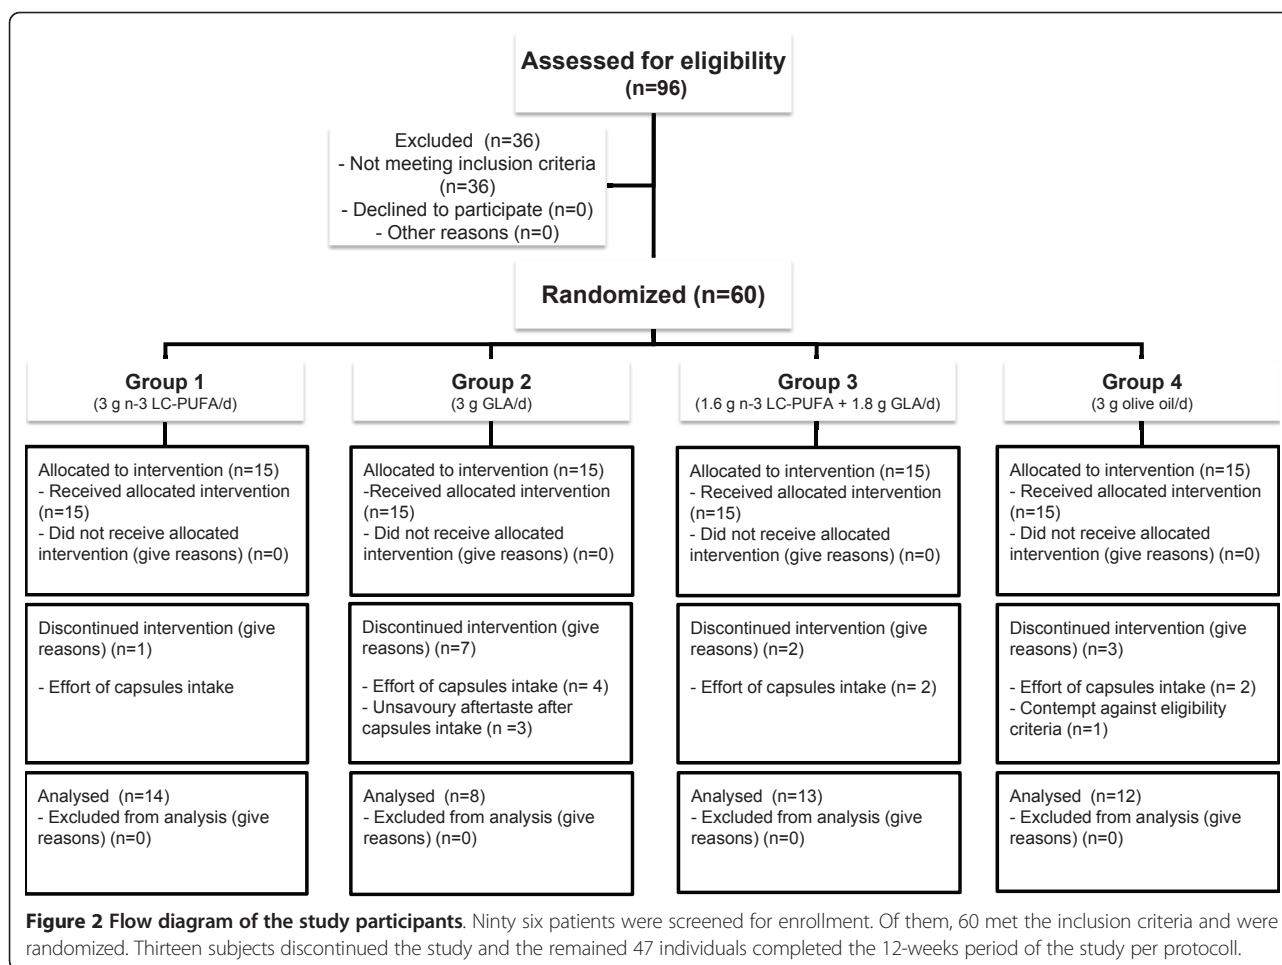 Assessed for eligibility
(n=96)
Excluded (n=36)
- Not meeting inclusion criteria
(n=36)
- Declined to participate (n=0)
- Other reasons (n=0)
Randomized (n=60)
Group 1
(3 g n-3 LC-PUFA/d)
Group 2
(3 g GLA/d)
Group 3
(1.6 g n-3 LC-PUFA + 1.8 g GLA/d)
Group 4
(3 g olive oil/d)
Allocated to intervention (n=15)
- Received allocated intervention
(n=15)
- Did not receive allocated
intervention (give reasons) (n=0)
Allocated to intervention (n=15)
-Received allocated intervention
(n=15)
- Did not receive allocated
intervention (give reasons) (n=0)
Allocated to intervention (n=15)
- Received allocated intervention
(n=15)
- Did not receive allocated
intervention (give reasons) (n=0)
Allocated to intervention (n=15)
- Received allocated intervention
(n=15)
- Did not receive allocated
intervention (give reasons) (n=0)
Discontinued intervention (give
reasons) (n=1)
- Effort of capsules intake
Discontinued intervention (give
reasons) (n=7)
- Effort of capsules intake (n= 4)
- Unsavoury aftertaste after
capsules intake (n =3)
Discontinued intervention (give
reasons) (n=2)
- Effort of capsules intake (n= 2)
Discontinued intervention (give
reasons) (n=3)
- Effort of capsules intake (n= 2)
- Contempt against eligibility
criteria (n=1)
Analysed (n=14)
- Excluded from analysis (give
reasons) (n=0)
Analysed (n=8)
- Excluded from analysis (give
reasons) (n=0)
Analysed (n=13)
- Excluded from analysis (give
reasons) (n=0)
Analysed (n=12)
- Excluded from analysis (give
reasons) (n=0)
Figure 2 Flow diagram of the study participants. Ninety six patients were screened for enrollment. Of them, 60 met the inclusion criteria and were
randomized. Thirteen subjects discontinued the study and the remained 47 individuals completed the 12-weeks period of the study per protocoll.